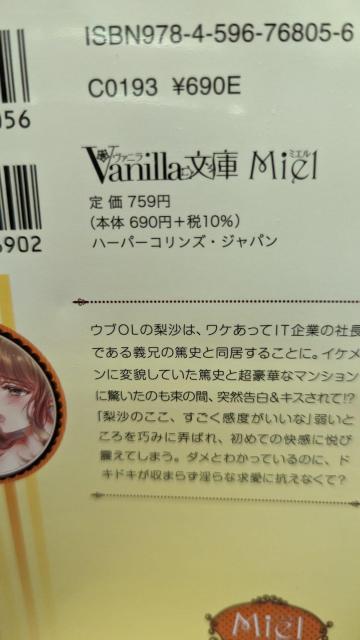 ISBN978-4-596-76805-6
C0193 ¥690E
056
ヴァニラ
Vanilla文庫
ミエル
Miel
定価 759円
(本体 690円+税10%)
ハーパーコリンズ・ジャパン
6902
ウブOLの梨沙は、ワケあってIT企業の社長
である義兄の篤史と同居することに。イケメ
ンに変貌していた篤史と超豪華なマンション
に驚いたのも束の間、突然告白&キスされて!?
「梨沙のここ、すごく感度がいいな」弱いと
ころを巧みに弄ばれ、初めての快感に悦び
震えてしまう。ダメとわかっているのに、ド
キドキが収まらず淫らな求愛に抗えなくて?
Miel